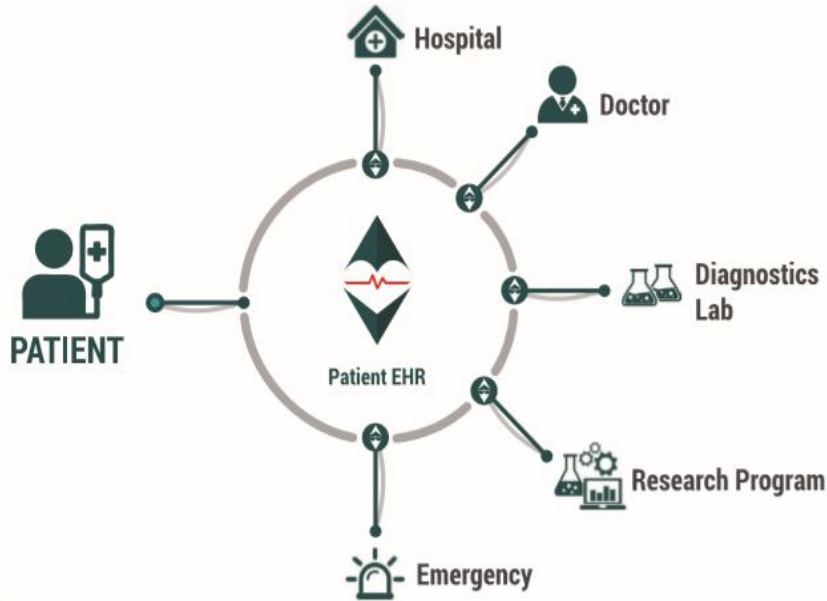 Hospital
Doctor
Diagnostics
Lab
PATIENT
Patient EHR
Research Program
Emergency